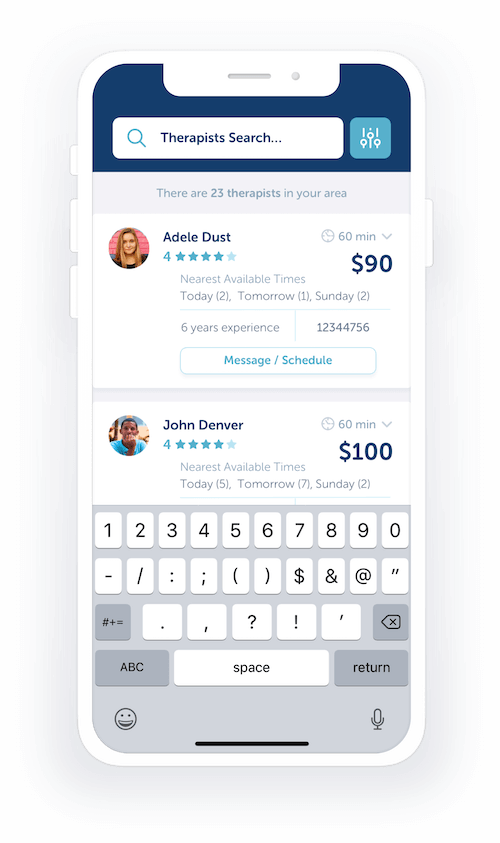 Therapists Search...
There are 23 therapists in your area
Adele Dust
60 min
4
$90
Nearest Available Times
Today (2), Tomorrow (1), Sunday (2)
6 years experience
12344756
Message / Schedule
John Denver
60 min
4
$100
Nearest Available Times
Today (5), Tomorrow (7), Sunday (2)
1 2 3 4 5 6 7 8 9 0
- / : ; ( ) $ & @ ”
#+= . , ? ! ’
ABC space return